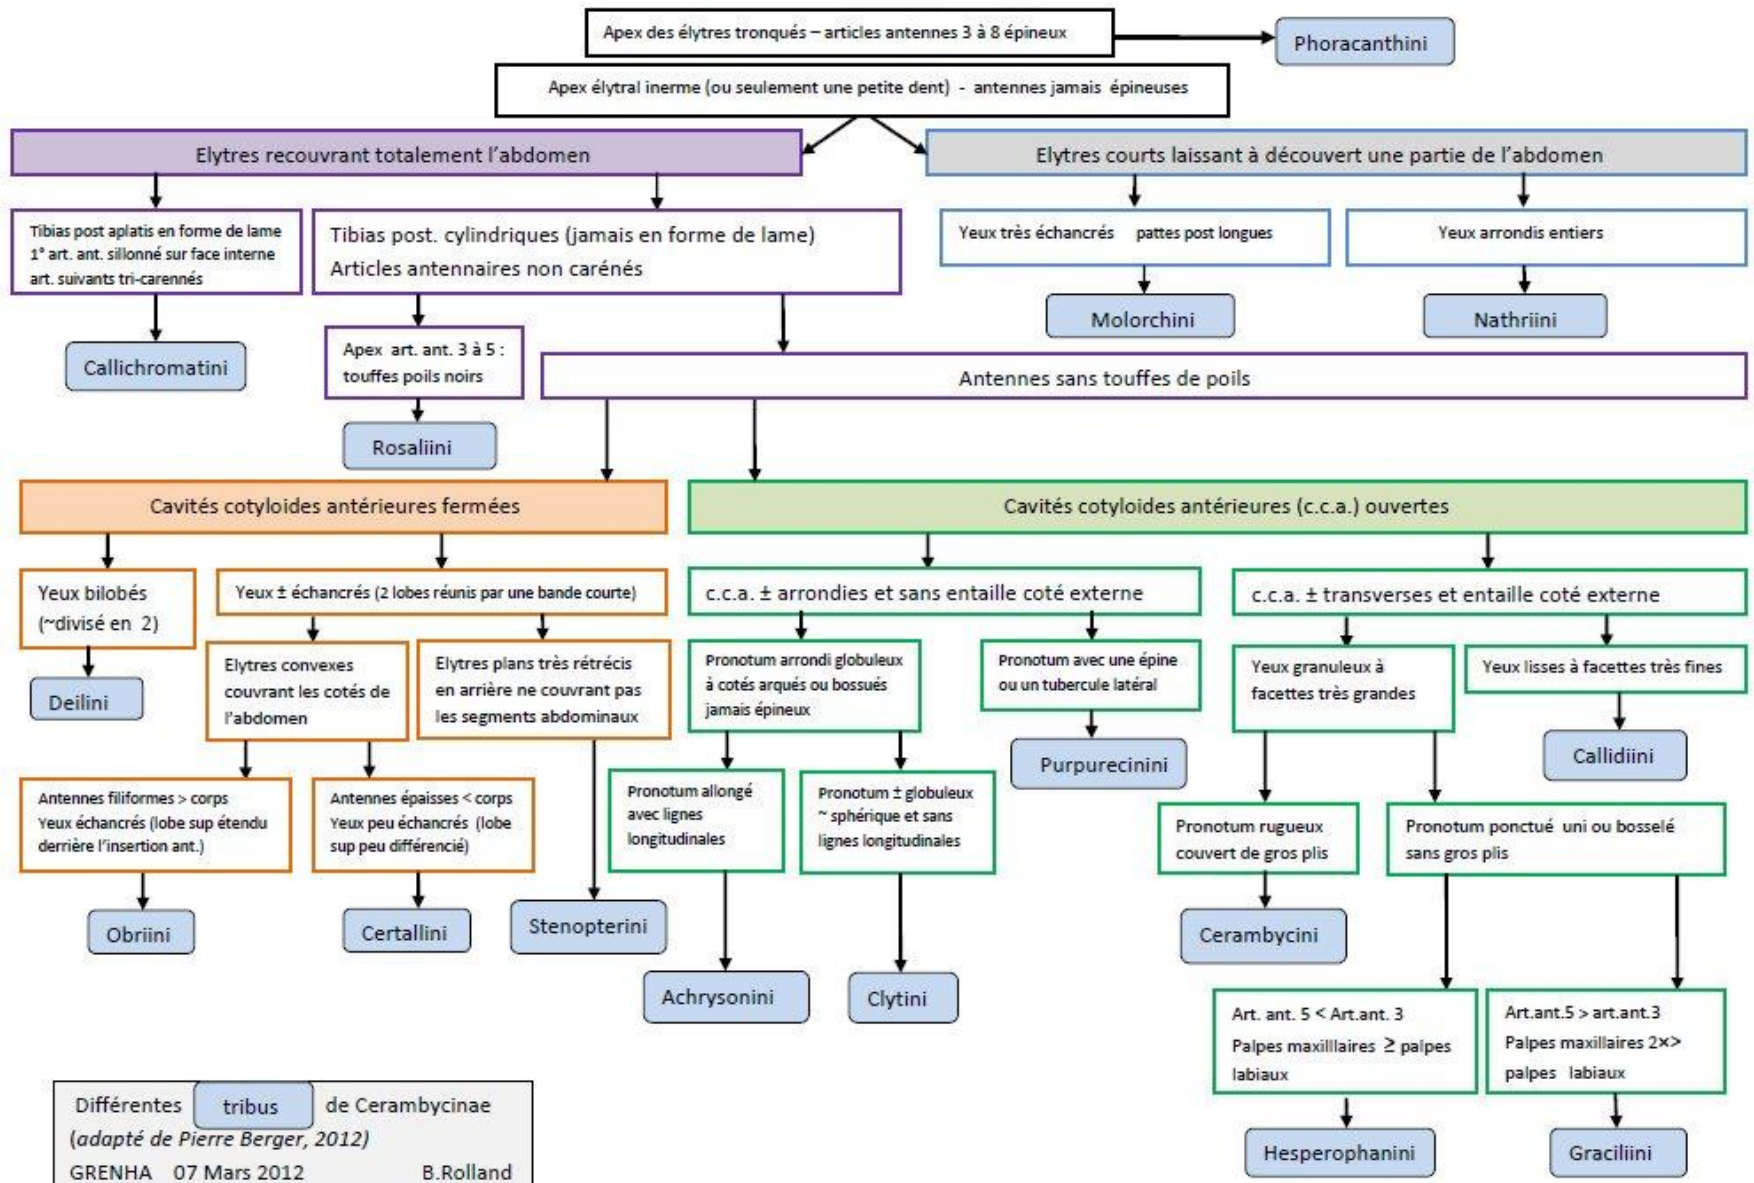 Apex des élytres tronqués – articles antennes 3 à 8 épineux
Phoracanthini
Apex élytral inerme (ou seulement une petite dent) - antennes jamais épineuses
Elytres recouvrant totalement l'abdomen
Elytres courts laissant à découvert une partie de l'abdomen
Tibias post aplatis en forme de lame
1° art. ant. sillonné sur face interne
art. suivants tri-carennés
Tibias post. cylindriques (jamais en forme de lame)
Articles antennaires non carénés
Yeux très échancrés pattes post longues
Yeux arrondis entiers
Molorchini
Nathriini
Callichromatini
Apex art. ant. 3 à 5 :
touffes poils noirs
Antennes sans touffes de poils
Rosaliini
Cavités cotyloides antérieures fermées
Cavités cotyloides antérieures (c.c.a.) ouvertes
Yeux bilobés
(~divisé en 2)
Yeux ± échancrés (2 lobes réunis par une bande courte)
c.c.a. ± arrondies et sans entaille coté externe
c.c.a. ± transverses et entaille coté externe
Deilini
Elytres convexes
couvrant les cotés de
l'abdomen
Elytres plans très rétrécis
en arrière ne couvrant pas
les segments abdominaux
Pronotum arrondi globuleux
à cotés arqués ou bossués
jamais épineux
Pronotum avec une épine
ou un tubercule latéral
Yeux granuleux à
facettes très grandes
Yeux lisses à facettes très fines
Purpurecinini
Callidiini
Antennes filiformes > corps
Yeux échancrés (lobe sup étendu
derrière l'insertion ant.)
Antennes épaisses < corps
Yeux peu échancrés (lobe
sup peu différencié)
Pronotum allongé
avec lignes
longitudinales
Pronotum ± globuleux
~ sphérique et sans
lignes longitudinales
Pronotum rugueux
couvert de gros plis
Pronotum ponctué uni ou bosselé
sans gros plis
Obriini
Certallini
Stenopterini
Cerambycini
Achrysonini
Clytini
Art. ant. 5 < Art.ant. 3
Palpes maxilllaires ≥ palpes
labiaux
Art.ant.5 > art.ant.3
Palpes maxillaires 2×>
palpes labiaux
Hesperophanini
Graciliini
Différentes tribus de Cerambycinae
(adapté de Pierre Berger, 2012)
GRENHA 07 Mars 2012 B.Rolland